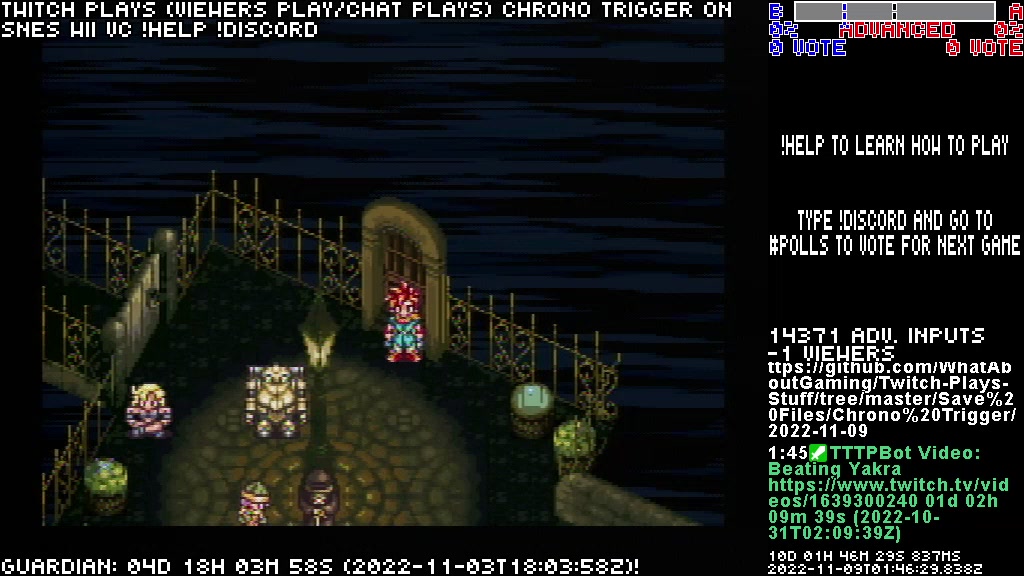 TWITCH PLAYS (VIEWERS PLAY/CHAT PLAYS) CHRONO TRIGGER ON
SNES WII VC !HELP !DISCORD
B A
0% ADVANCED 0%
0 VOTE 0 VOTE
!HELP TO LEARN HOW TO PLAY
TYPE !DISCORD AND GO TO
#POLLS TO VOTE FOR NEXT GAME
14371 ADV. INPUTS
-1 VIEWERS
ttps://github.com/WhatAb
outGaming/Twitch-Plays-
Stuff/tree/master/Save%2
0Files/Chrono%20Trigger/
2022-11-09
1:45 TTTPBot Video:
Beating Yakra
https://www.twitch.tv/vid
eos/1639300240 01d 02h
09m 39s (2022-10-
31T02:09:39Z)
10D 01H 46M 29S 837MS
2022-11-09T01:46:29.838Z
GUARDIAN: 04D 18H 03M 58S (2022-11-03T18:03:58Z)!